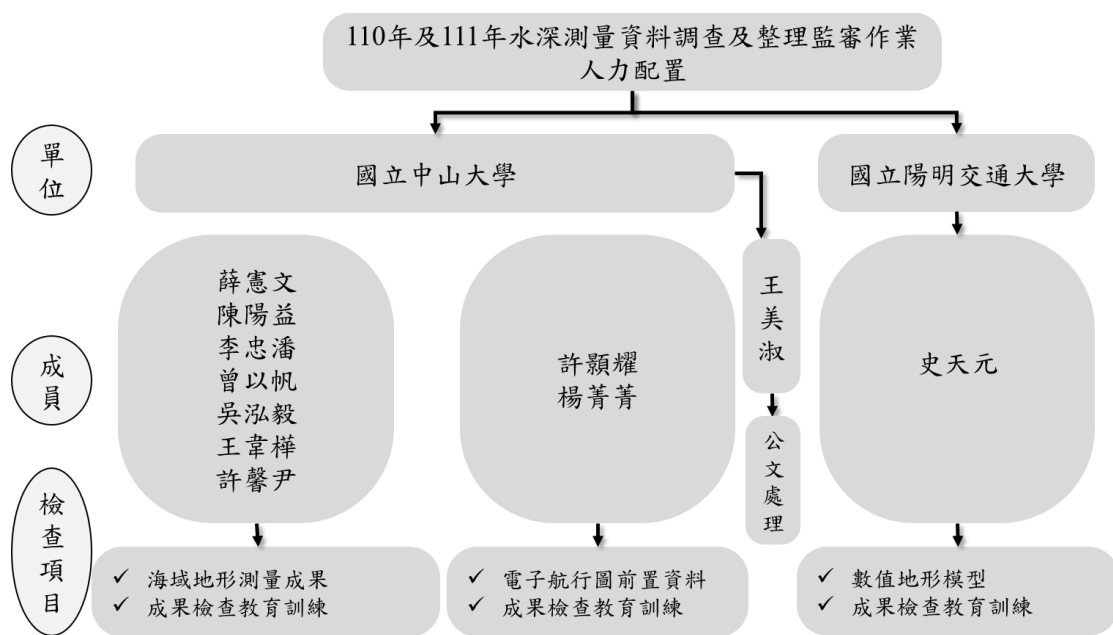 110年及111年水深測量資料調查及整理監審作業
人力配置
單位
國立中山大學
國立陽明交通大學
成員
薛憲文
陳陽益
李忠潘
曾以帆
吳泓毅
王韋樺
許馨尹
許顥耀
楊菁菁
王美淑
史天元
公文處理
檢查項目
✓ 海域地形測量成果
✓ 成果檢查教育訓練
✓ 電子航行圖前置資料
✓ 成果檢查教育訓練
✓ 數值地形模型
✓ 成果檢查教育訓練